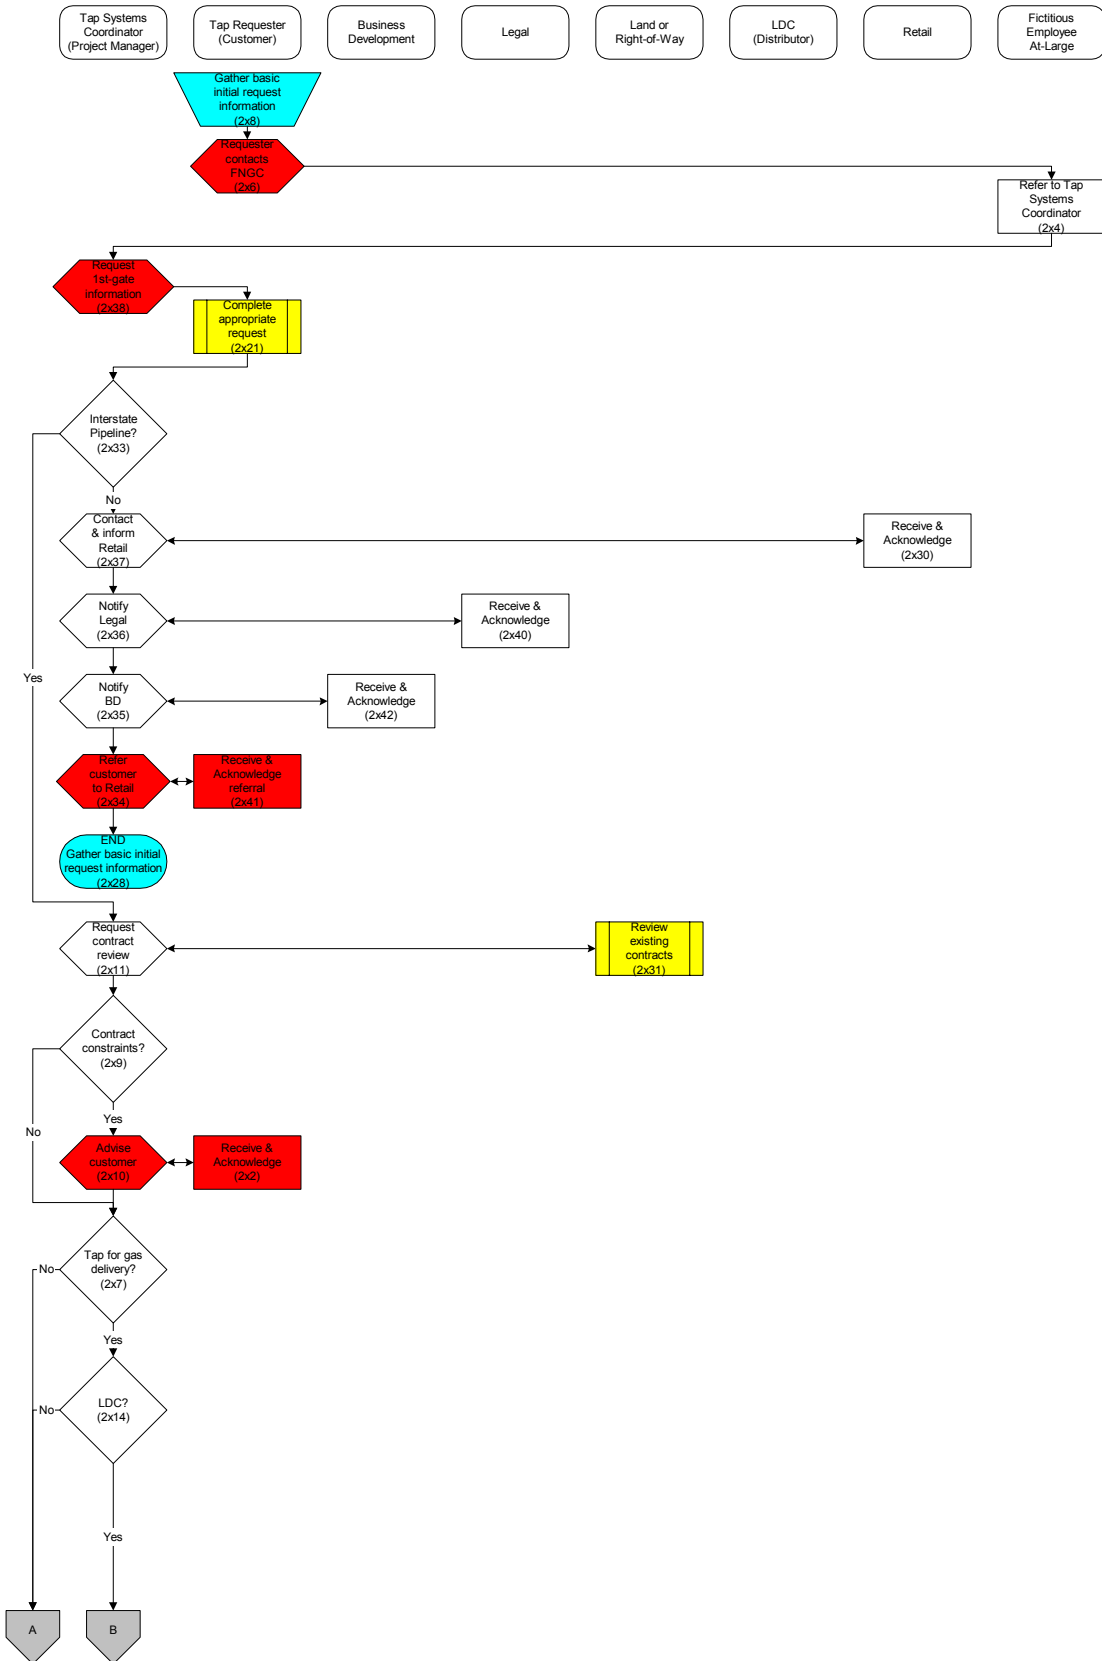 Tap Systems
Coordinator
(Project Manager)
Tap Requester
(Customer)
Business
Development
Legal
Land or
Right-of-Way
LDC
(Distributor)
Retail
Fictitious
Employee
At-Large
Gather basic
initial request
information
(2x8)
Requester
contacts
FNGC
(2x6)
Refer to Tap
Systems
Coordinator
(2x4)
Request
1st-gate
information
(2x38)
Complete
appropriate
request
(2x21)
Interstate
Pipeline?
(2x33)
No
Contact
& inform
Retail
(2x37)
Receive &
Acknowledge
(2x30)
Notify
Legal
(2x36)
Receive &
Acknowledge
(2x40)
Yes
Notify
BD
(2x35)
Receive &
Acknowledge
(2x42)
Refer
customer
to Retail
(2x34)
Receive &
Acknowledge
referral
(2x41)
END
Gather basic initial
request information
(2x28)
Request
contract
review
(2x11)
Review
existing
contracts
(2x31)
Contract
constraints?
(2x9)
Yes
No
Advise
customer
(2x10)
Receive &
Acknowledge
(2x2)
Tap for gas
delivery?
(2x7)
No
Yes
LDC?
(2x14)
No
Yes
A
B